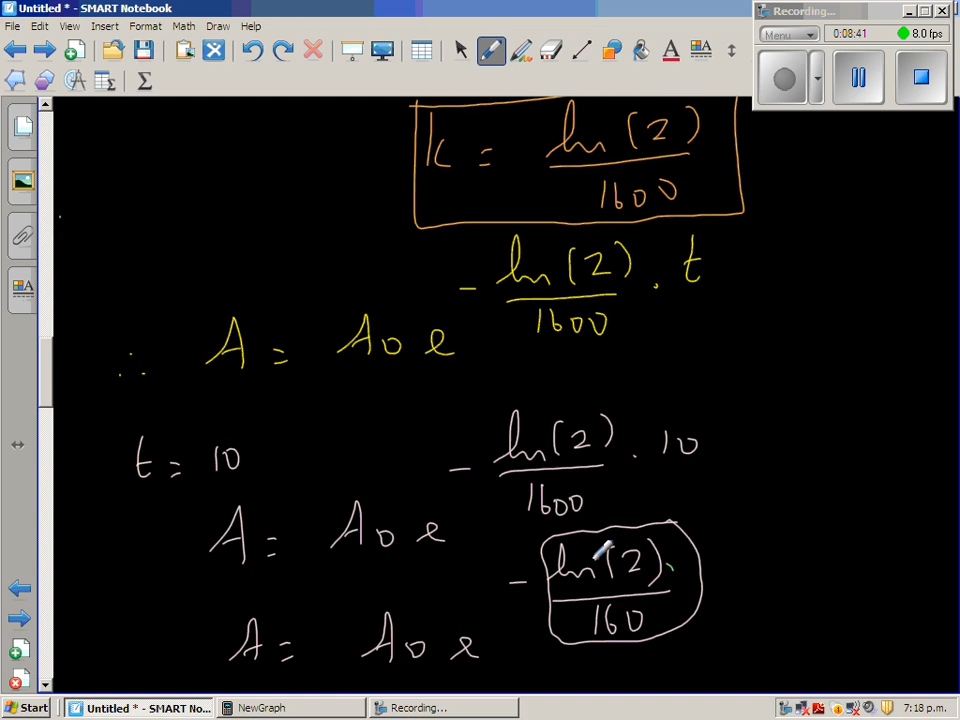 Untitled * - SMART Notebook
Recording...
File Edit View Insert Format Math Draw Help
Menu 0:08:41 8.0 fps
k = ln(2)/1600
∴ A = A0 e^(- ln(2)/1600 . t)
t = 10
A = A0 e^(- ln(2)/1600 . 10)
A = A0 e^(- ln(2)/160)
Start Untitled * - SMART No... NewGraph Recording... 7:18 p.m.